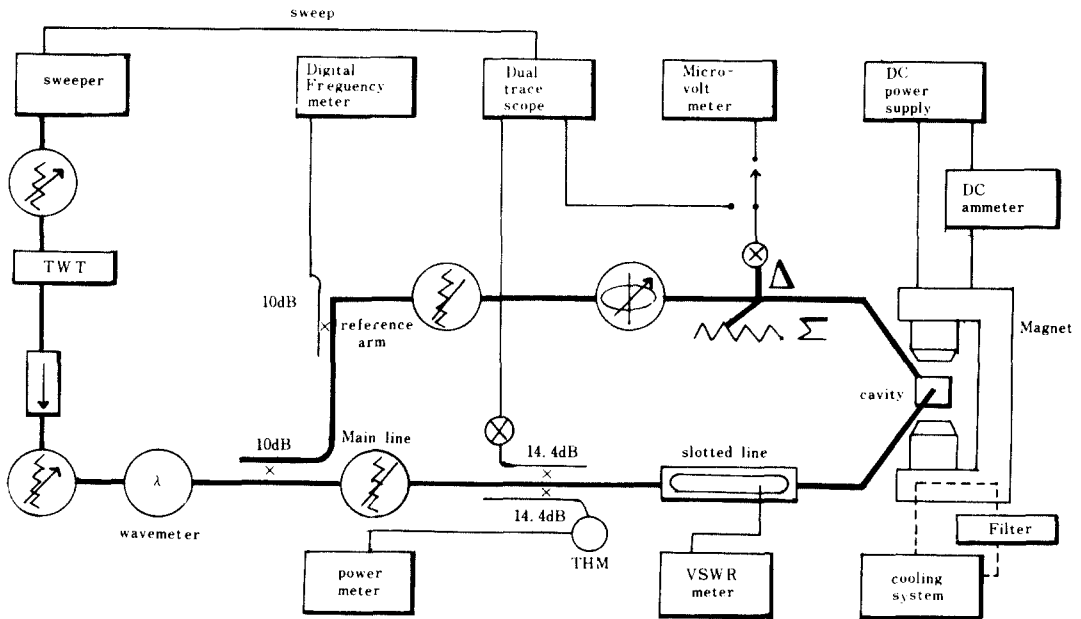 sweep
sweeper
Digital
Freguency
meter
Dual
trace
scope
Micro-
volt
meter
DC
power
supply
DC
ammeter
TWT
10dB
reference
arm
Δ
Σ
Magnet
cavity
10dB
Main line
14.4dB
slotted line
λ
wavemeter
14.4dB
THM
power
meter
VSWR
meter
Filter
cooling
system